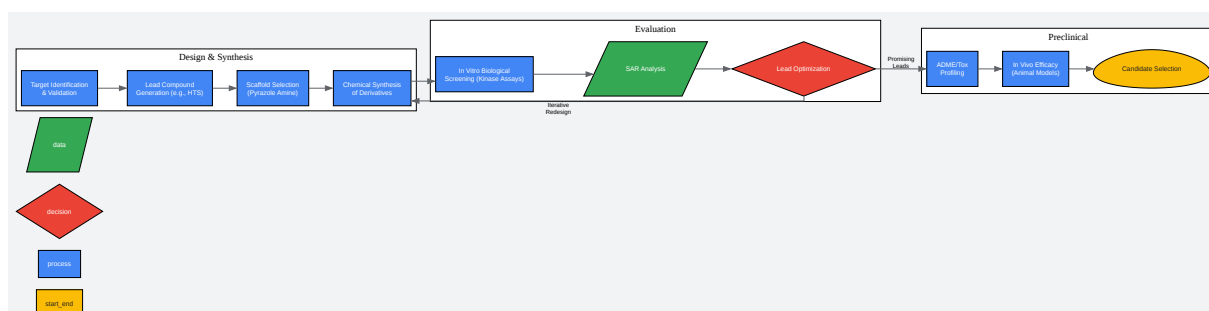 Design & Synthesis
Target Identification
& Validation
Lead Compound
Generation (e.g., HTS)
Scaffold Selection
(Pyrazole Amine)
Chemical Synthesis
of Derivatives
Evaluation
In Vitro Biological
Screening (Kinase Assays)
SAR Analysis
Lead Optimization
Iterative
Redesign
Promising
Leads
Preclinical
ADME/Tox
Profiling
In Vivo Efficacy
(Animal Models)
Candidate Selection
data
decision
process
start_end